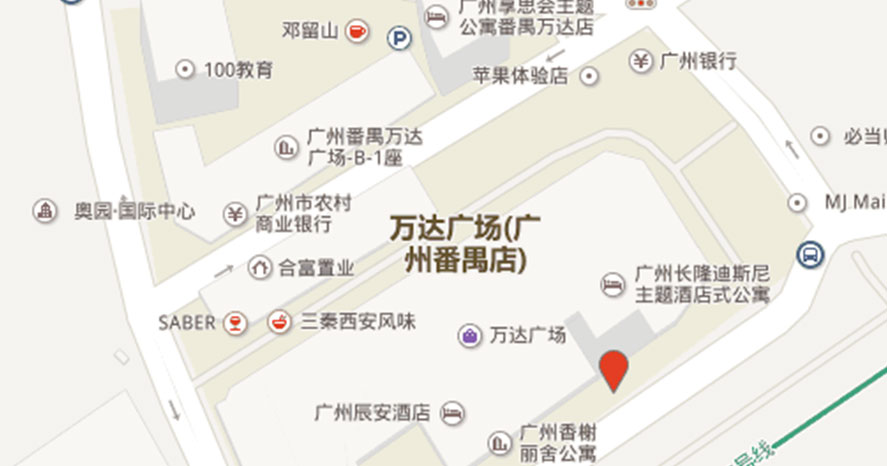 广州享思会主题
公寓番禺万达店
邓留山
P
100教育
苹果体验店
广州银行
广州番禺万达
广场-B-1座
必当
奥园·国际中心
广州市农村
商业银行
MJ.Mai
万达广场(广
州番禺店)
合富置业
广州长隆迪斯尼
主题酒店式公寓
SABER
三秦西安风味
万达广场
广州辰安酒店
广州香榭
丽舍公寓
号线